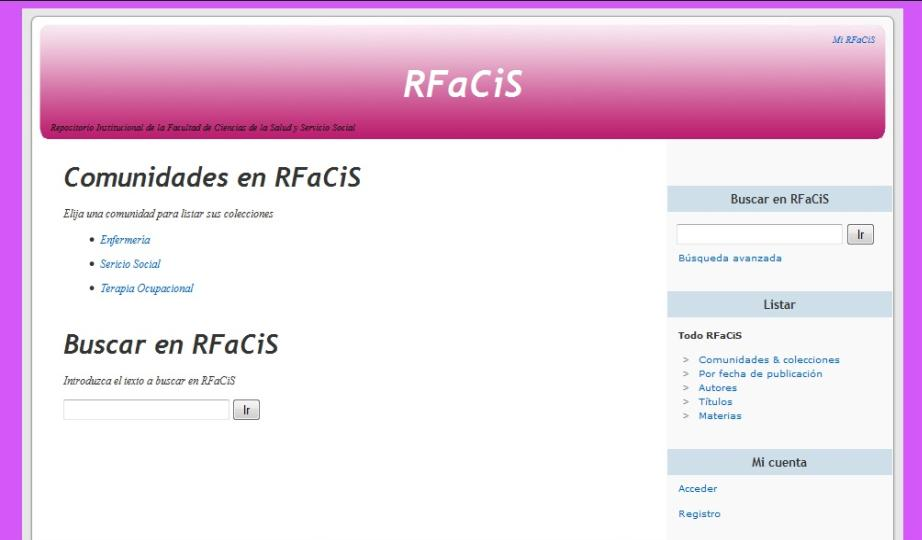 Mi RFaCiS
RFaCiS
Repositorio Institucional de la Facultad de Ciencias de la Salud y Servicio Social
Comunidades en RFaCiS
Elija una comunidad para listar sus colecciones
• Enfermería
• Sericio Social
• Terapia Ocupacional
Buscar en RFaCiS
Introduzca el texto a buscar en RFaCiS
Ir
Buscar en RFaCiS
Ir
Búsqueda avanzada
Listar
Todo RFaCiS
> Comunidades & colecciones
> Por fecha de publicación
> Autores
> Títulos
> Materias
Mi cuenta
Acceder
Registro